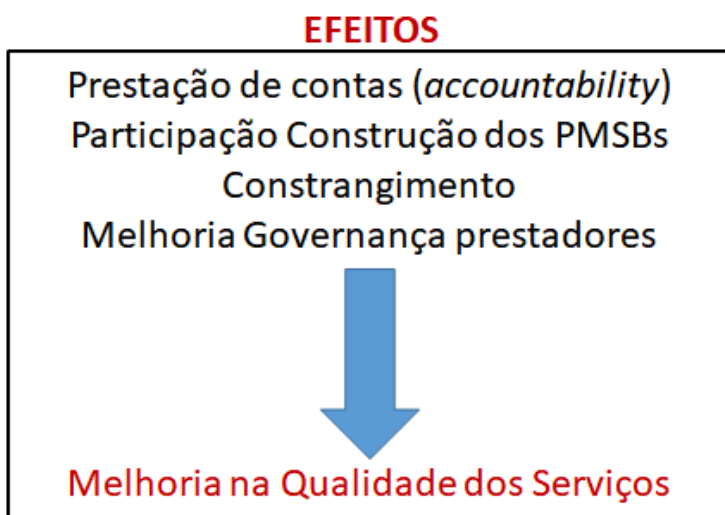 EFEITOS
Prestação de contas (accountability)
Participação Construção dos PMSBs
Constrangimento
Melhoria Governança prestadores
Melhoria na Qualidade dos Serviços